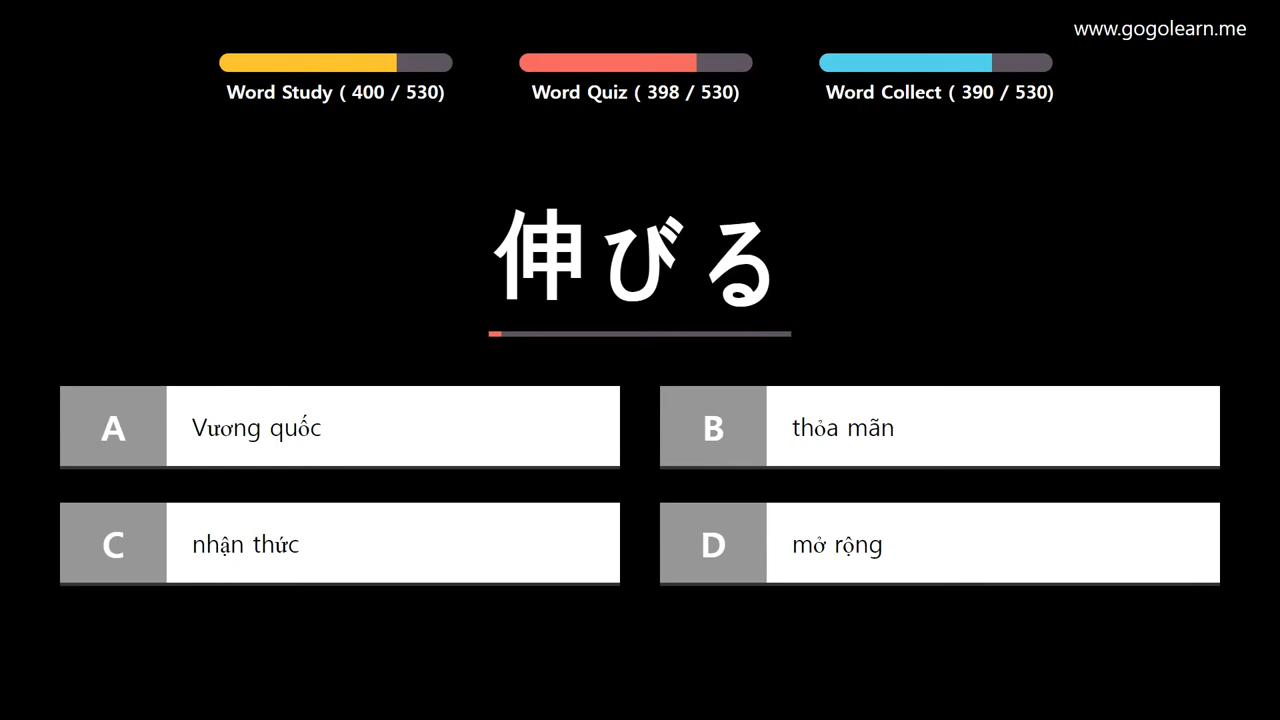 www.gogolearn.me
Word Study ( 400 / 530)
Word Quiz ( 398 / 530)
Word Collect ( 390 / 530)
伸びる
A Vương quốc
B thỏa mãn
C nhận thức
D mở rộng